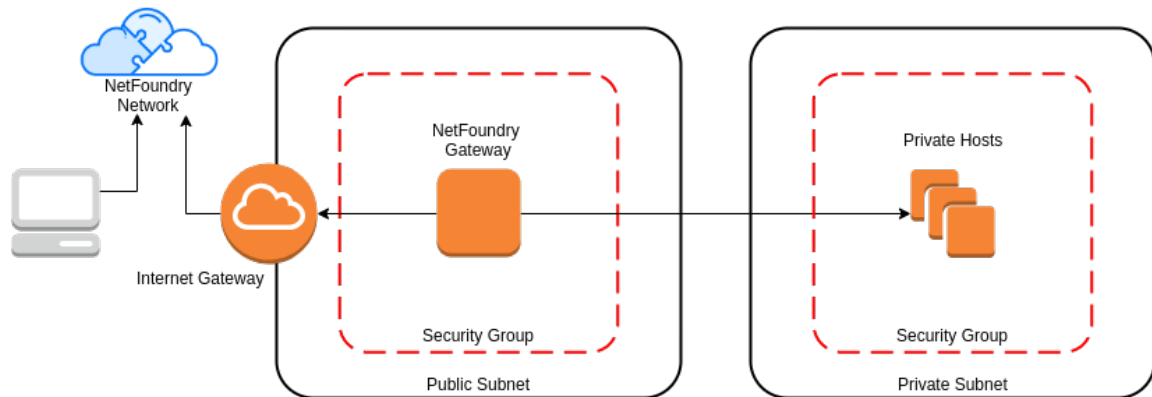 NetFoundry
Network
NetFoundry
Gateway
Private Hosts
Internet Gateway
Security Group
Security Group
Public Subnet
Private Subnet